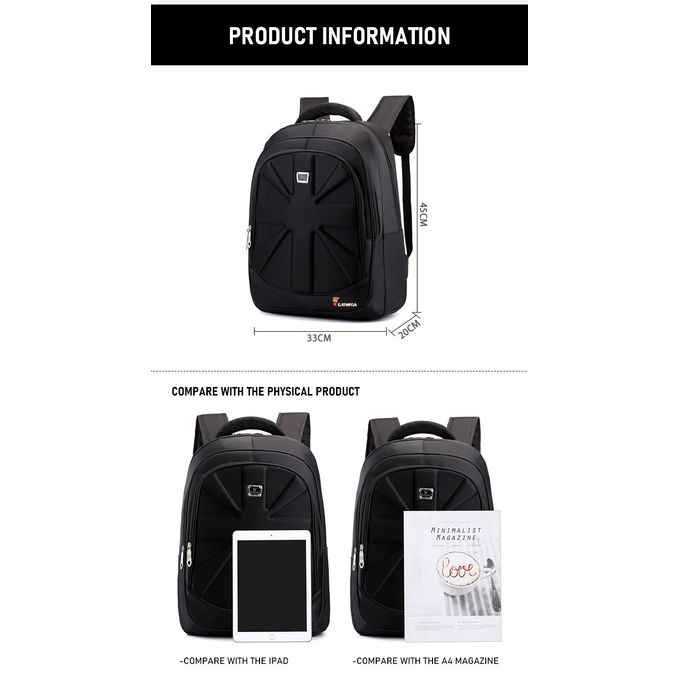 PRODUCT INFORMATION
45CM
20CM
33CM
COMPARE WITH THE PHYSICAL PRODUCT
MINIMALIST
MAGAZINE
love
-COMPARE WITH THE IPAD
-COMPARE WITH THE A4 MAGAZINE